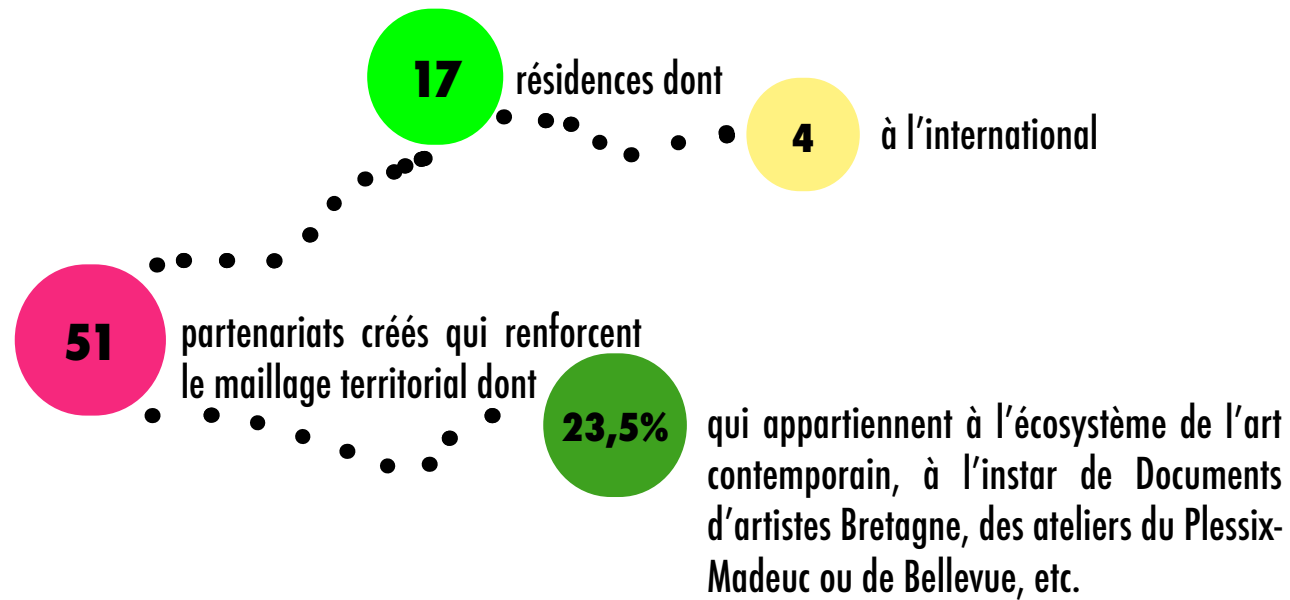 17 résidences dont
4 à l’international
51 partenariats créés qui renforcent
le maillage territorial dont
23,5% qui appartiennent à l’écosystème de l’art
contemporain, à l’instar de Documents
d’artistes Bretagne, des ateliers du Plessix-
Madeuc ou de Bellevue, etc.